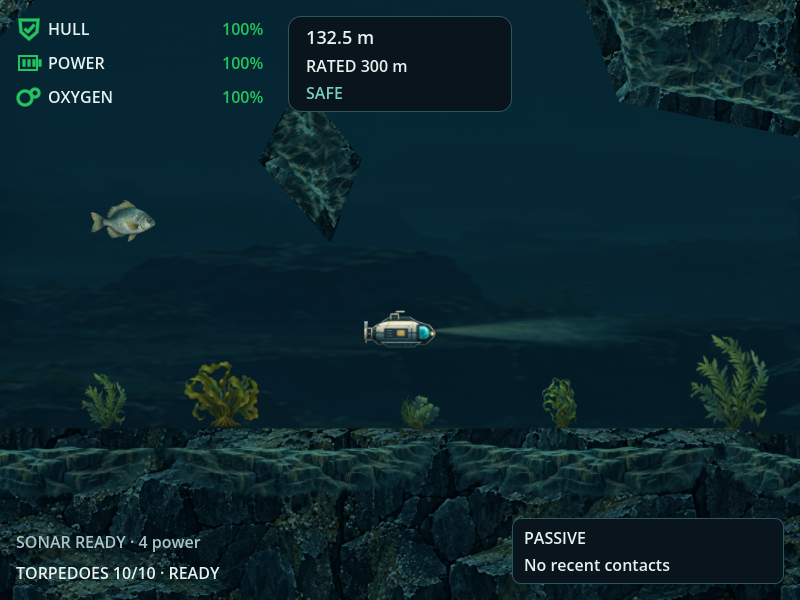 HULL 100%
POWER 100%
OXYGEN 100%
132.5 m
RATED 300 m
SAFE
SONAR READY · 4 power
TORPEDOES 10/10 · READY
PASSIVE
No recent contacts